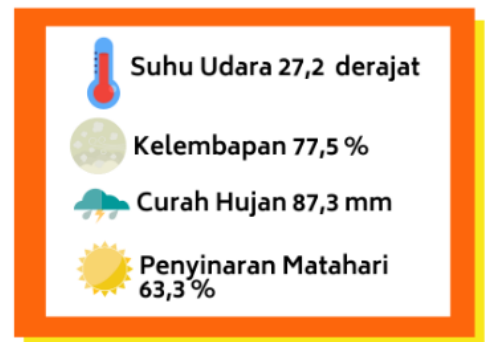 Suhu Udara 27,2 derajat
Kelembapan 77,5 %
Curah Hujan 87,3 mm
Penyinaran Matahari
63,3 %